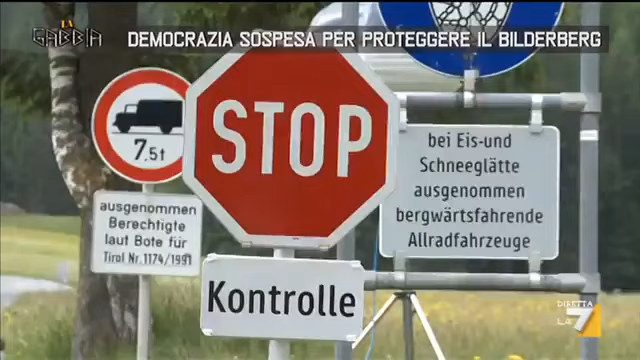 LA
GABBIA
DEMOCRAZIA SOSPESA PER PROTEGGERE IL BILDERBERG
7,5t
ausgenommen
Berechtigte
laut Bote für
Tirol Nr. 1174/1991
STOP
Kontrolle
bei Eis-und
Schneeglätte
ausgenommen
bergwärtsfahrende
Allradfahrzeuge
DIRETTA
LA7